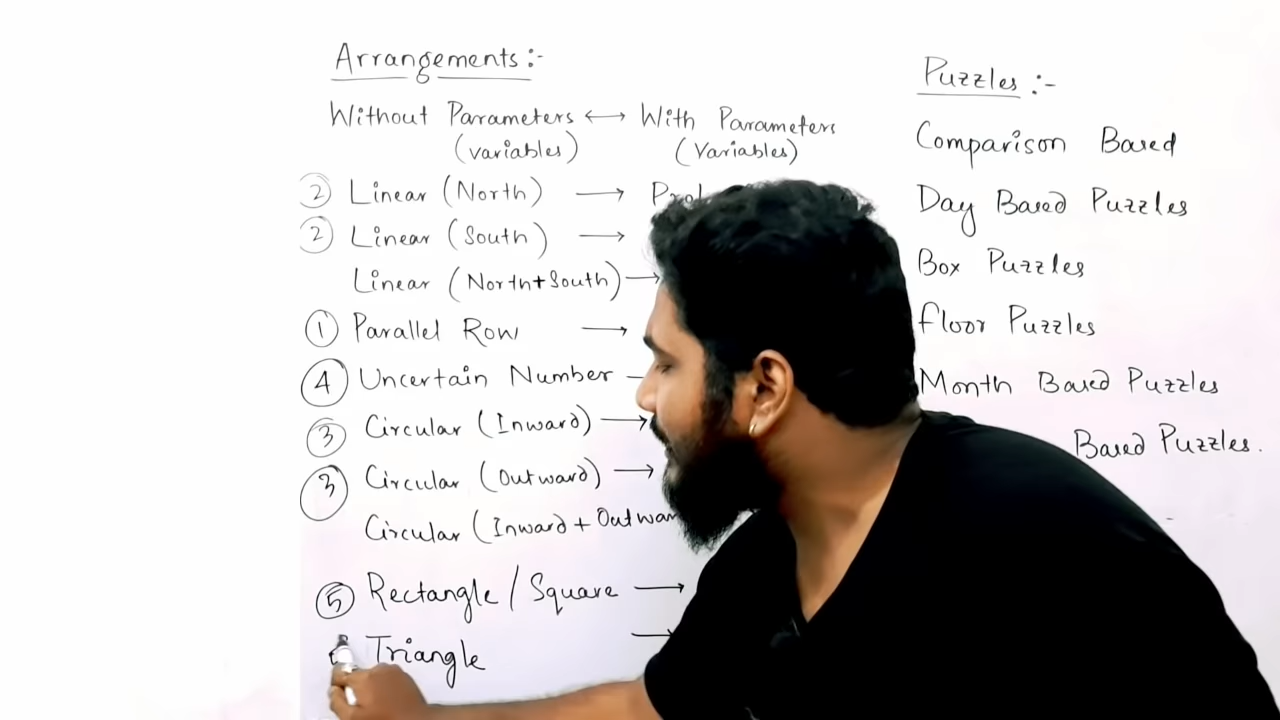 Arrangements :-
Without Parameters ↔ With Parameters
(variables) (Variables)
② Linear (North) →
② Linear (South) →
Linear (North+South) →
① Parallel Row →
④ Uncertain Number
③ Circular (Inward) →
③ Circular (Outward) →
Circular (Inward + Outwar
⑤ Rectangle / Square →
Triangle →
Puzzles :-
Comparison Based
Day Based Puzzles
Box Puzzles
Floor Puzzles
Month Based Puzzles
Based Puzzles.